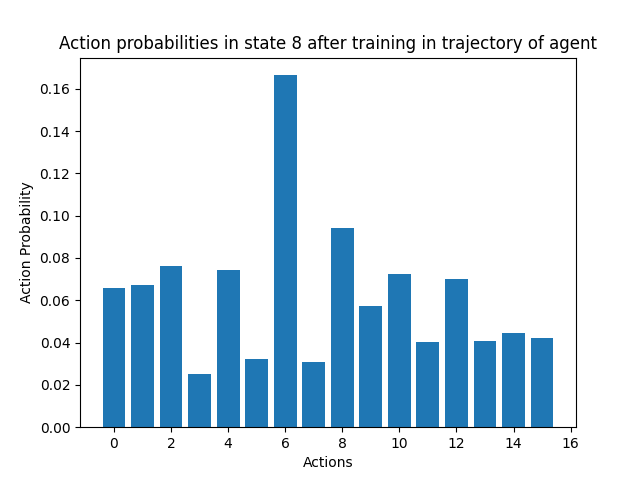 Action probabilities in state 8 after training in trajectory of agent
0.16
0.14
0.12
0.10
0.08
0.06
0.04
0.02
0.00
Action Probability
0 2 4 6 8 10 12 14 16
Actions